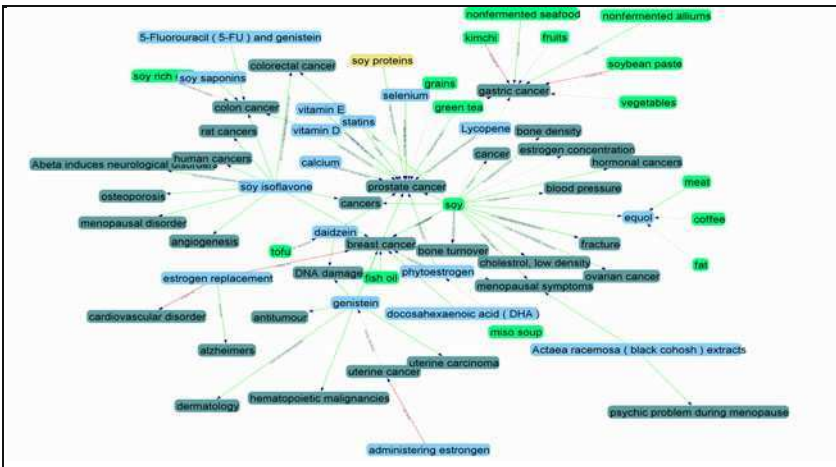 nonfermented seafood
nonfermented alliums
5-Fluorouracil ( 5-FU ) and genistein
kimchi
fruits
colorectal cancer
soy proteins
soybean paste
soy rich
soy saponins
grains
selenium
gastric cancer
green tea
vegetables
colon cancer
vitamin E
statins
vitamin D
Lycopene
bone density
rat cancers
estrogen concentration
human cancers
Abeta induces neurological disorders
calcium
cancer
hormonal cancers
soy isoflavone
prostate cancer
blood pressure
meat
osteoporosis
cancers
soy
menopausal disorder
equol
coffee
daidzein
angiogenesis
breast cancer
fracture
tofu
bone turnover
cholestrol, low density
fat
estrogen replacement
DNA damage
fish oil
phytoestrogen
ovarian cancer
menopausal symptoms
genistein
cardiovascular disorder
antitumour
docosahexaenoic acid ( DHA )
miso soup
alzheimers
Actaea racemosa ( black cohosh ) extracts
uterine carcinoma
uterine cancer
dermatology
hematopoietic malignancies
psychic problem during menopause
administering estrongen